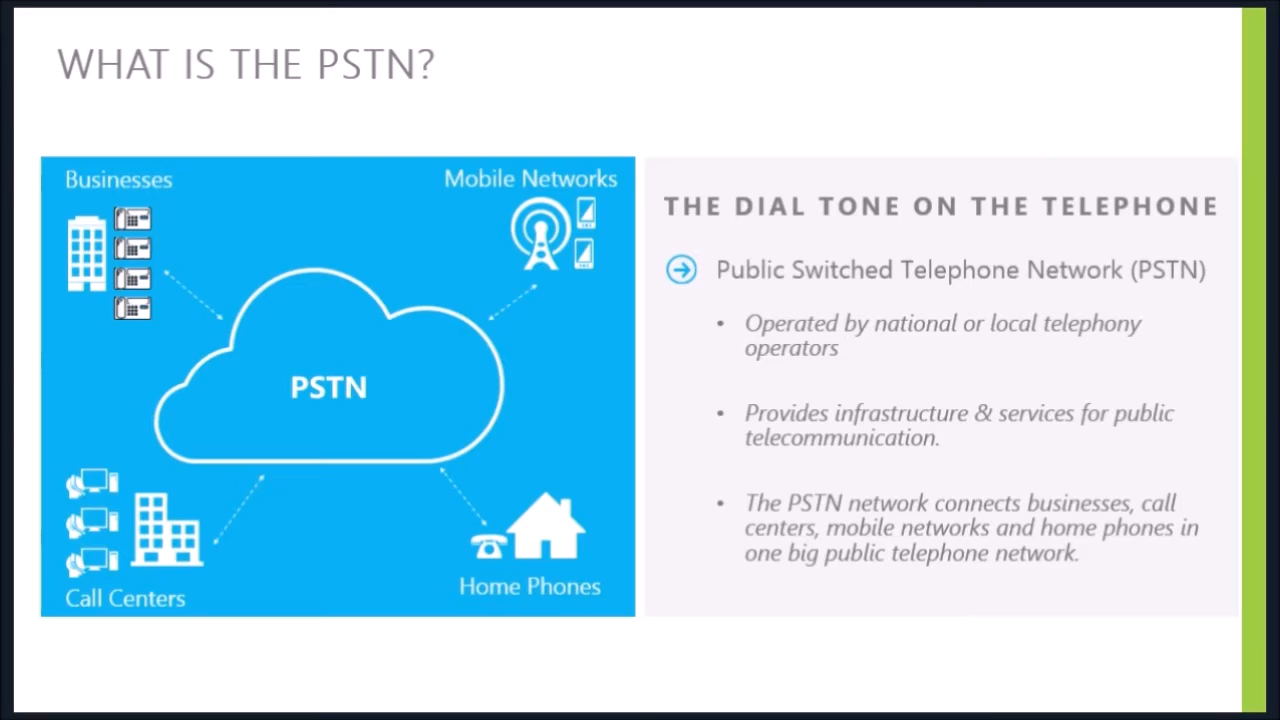 WHAT IS THE PSTN?
Businesses
Mobile Networks
PSTN
Call Centers
Home Phones
THE DIAL TONE ON THE TELEPHONE
Public Switched Telephone Network (PSTN)
• Operated by national or local telephony
operators
• Provides infrastructure & services for public
telecommunication.
• The PSTN network connects businesses, call
centers, mobile networks and home phones in
one big public telephone network.